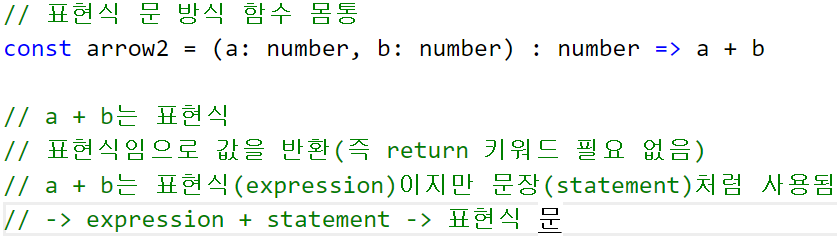 // 표현식 문 방식 함수 몸통
const arrow2 = (a: number, b: number) : number => a + b
// a + b는 표현식
// 표현식임으로 값을 반환(즉 return 키워드 필요 없음)
// a + b는 표현식(expression)이지만 문장(statement)처럼 사용됨
// -> expression + statement -> 표현식 문